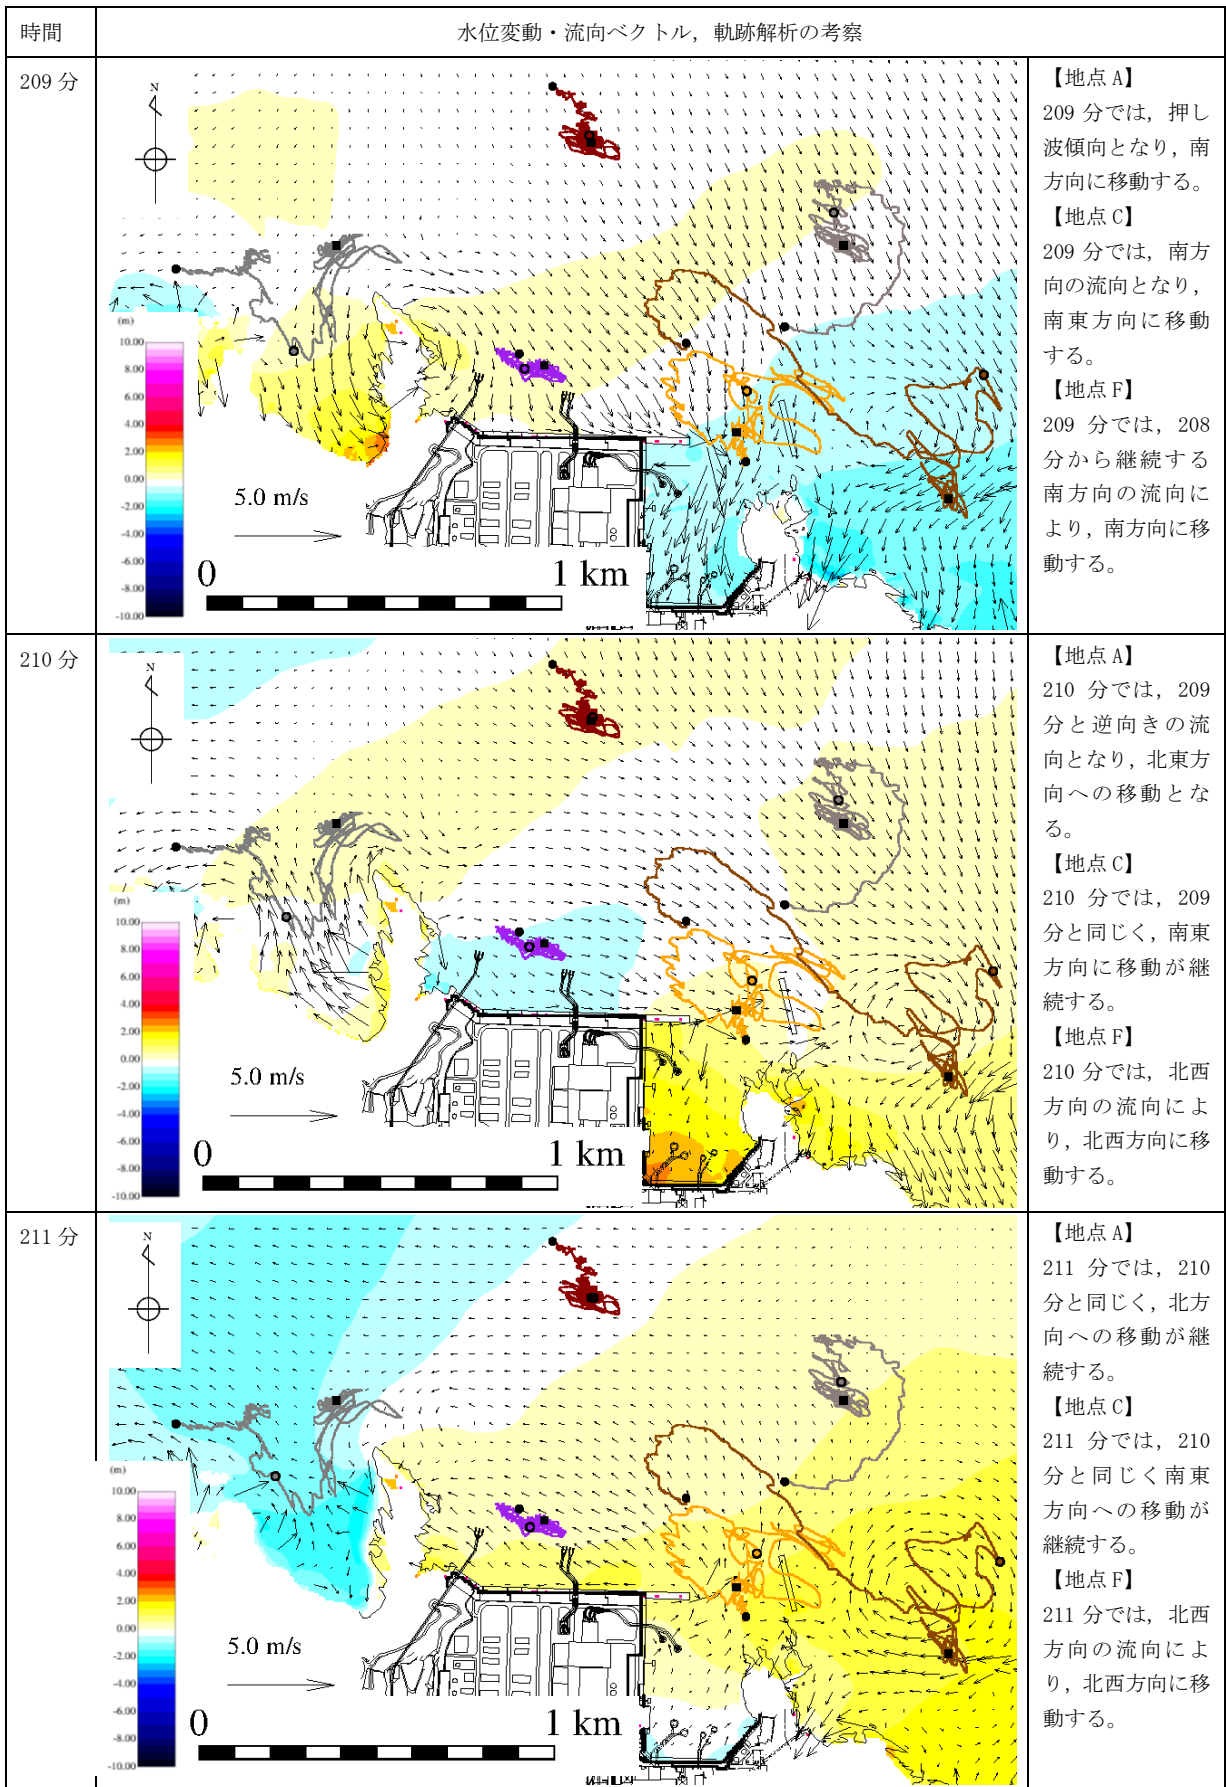 時間
水位変動・流向ベクトル，軌跡解析の考察
209 分
N
(m)
10.00
8.00
6.00
4.00
2.00
0.00
-2.00
-4.00
-6.00
-8.00
-10.00
5.0 m/s
0
1 km
【地点 A】
209 分では，押し
波傾向となり，南
方向に移動する。
【地点 C】
209 分では，南方
向の流向となり，
南東方向に移動
する。
【地点 F】
209 分では，208
分から継続する
南方向の流向に
より，南方向に移
動する。
210 分
N
(m)
10.00
8.00
6.00
4.00
2.00
0.00
-2.00
-4.00
-6.00
-8.00
-10.00
5.0 m/s
0
1 km
【地点 A】
210 分では，209
分と逆向きの流
向となり，北東方
向への移動とな
る。
【地点 C】
210 分では，209
分と同じく，南東
方向に移動が継
続する。
【地点 F】
210 分では，北西
方向の流向によ
り，北西方向に移
動する。
211 分
N
(m)
10.00
8.00
6.00
4.00
2.00
0.00
-2.00
-4.00
-6.00
-8.00
-10.00
5.0 m/s
0
1 km
【地点 A】
211 分では，210
分と同じく，北方
向への移動が継
続する。
【地点 C】
211 分では，210
分と同じく南東
方向への移動が
継続する。
【地点 F】
211 分では，北西
方向の流向によ
り，北西方向に移
動する。